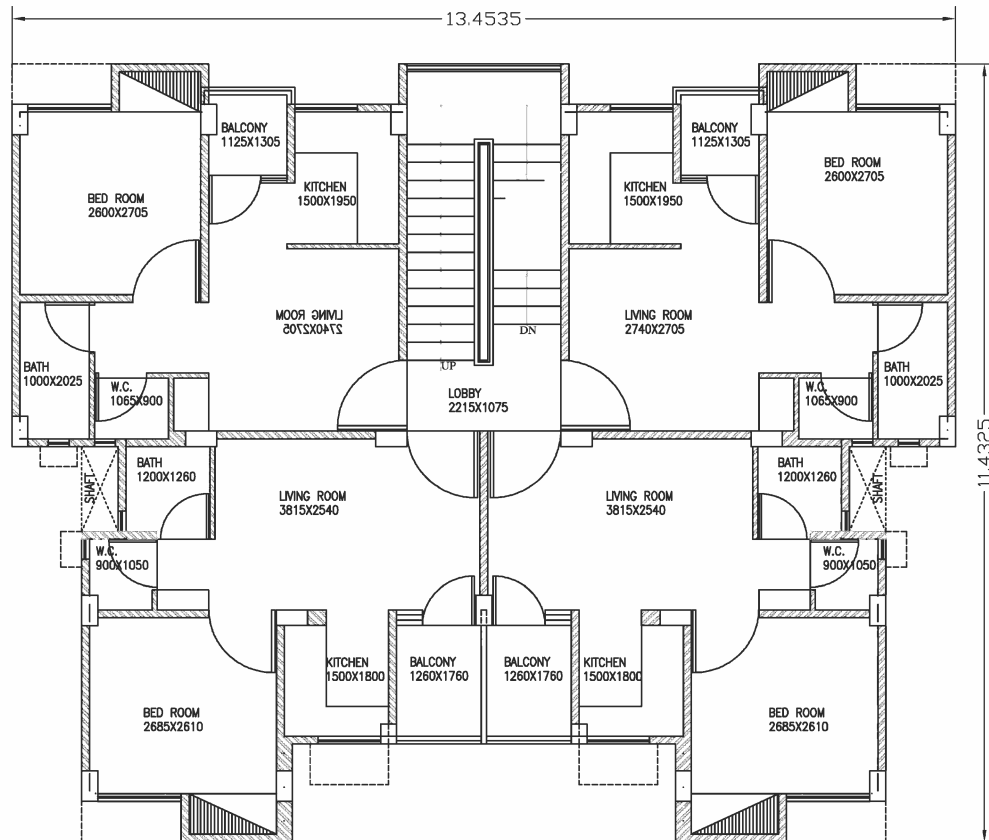 13.4535
BALCONY
1125X1305
BALCONY
1125X1305
BED ROOM
2600X2705
BED ROOM
2600X2705
KITCHEN
1500X1950
KITCHEN
1500X1950
LIVING ROOM
2740X2705
LIVING ROOM
2740X2705
DN
UP
BATH
1000X2025
W.C.
1065X900
LOBBY
2215X1075
W.C.
1065X900
BATH
1000X2025
11.4325
SHAFT
BATH
1200X1260
LIVING ROOM
3815X2540
LIVING ROOM
3815X2540
BATH
1200X1260
SHAFT
W.C.
900X1050
W.C.
900X1050
KITCHEN
1500X1800
BALCONY
1260X1760
BALCONY
1260X1760
KITCHEN
1500X1800
BED ROOM
2685X2610
BED ROOM
2685X2610